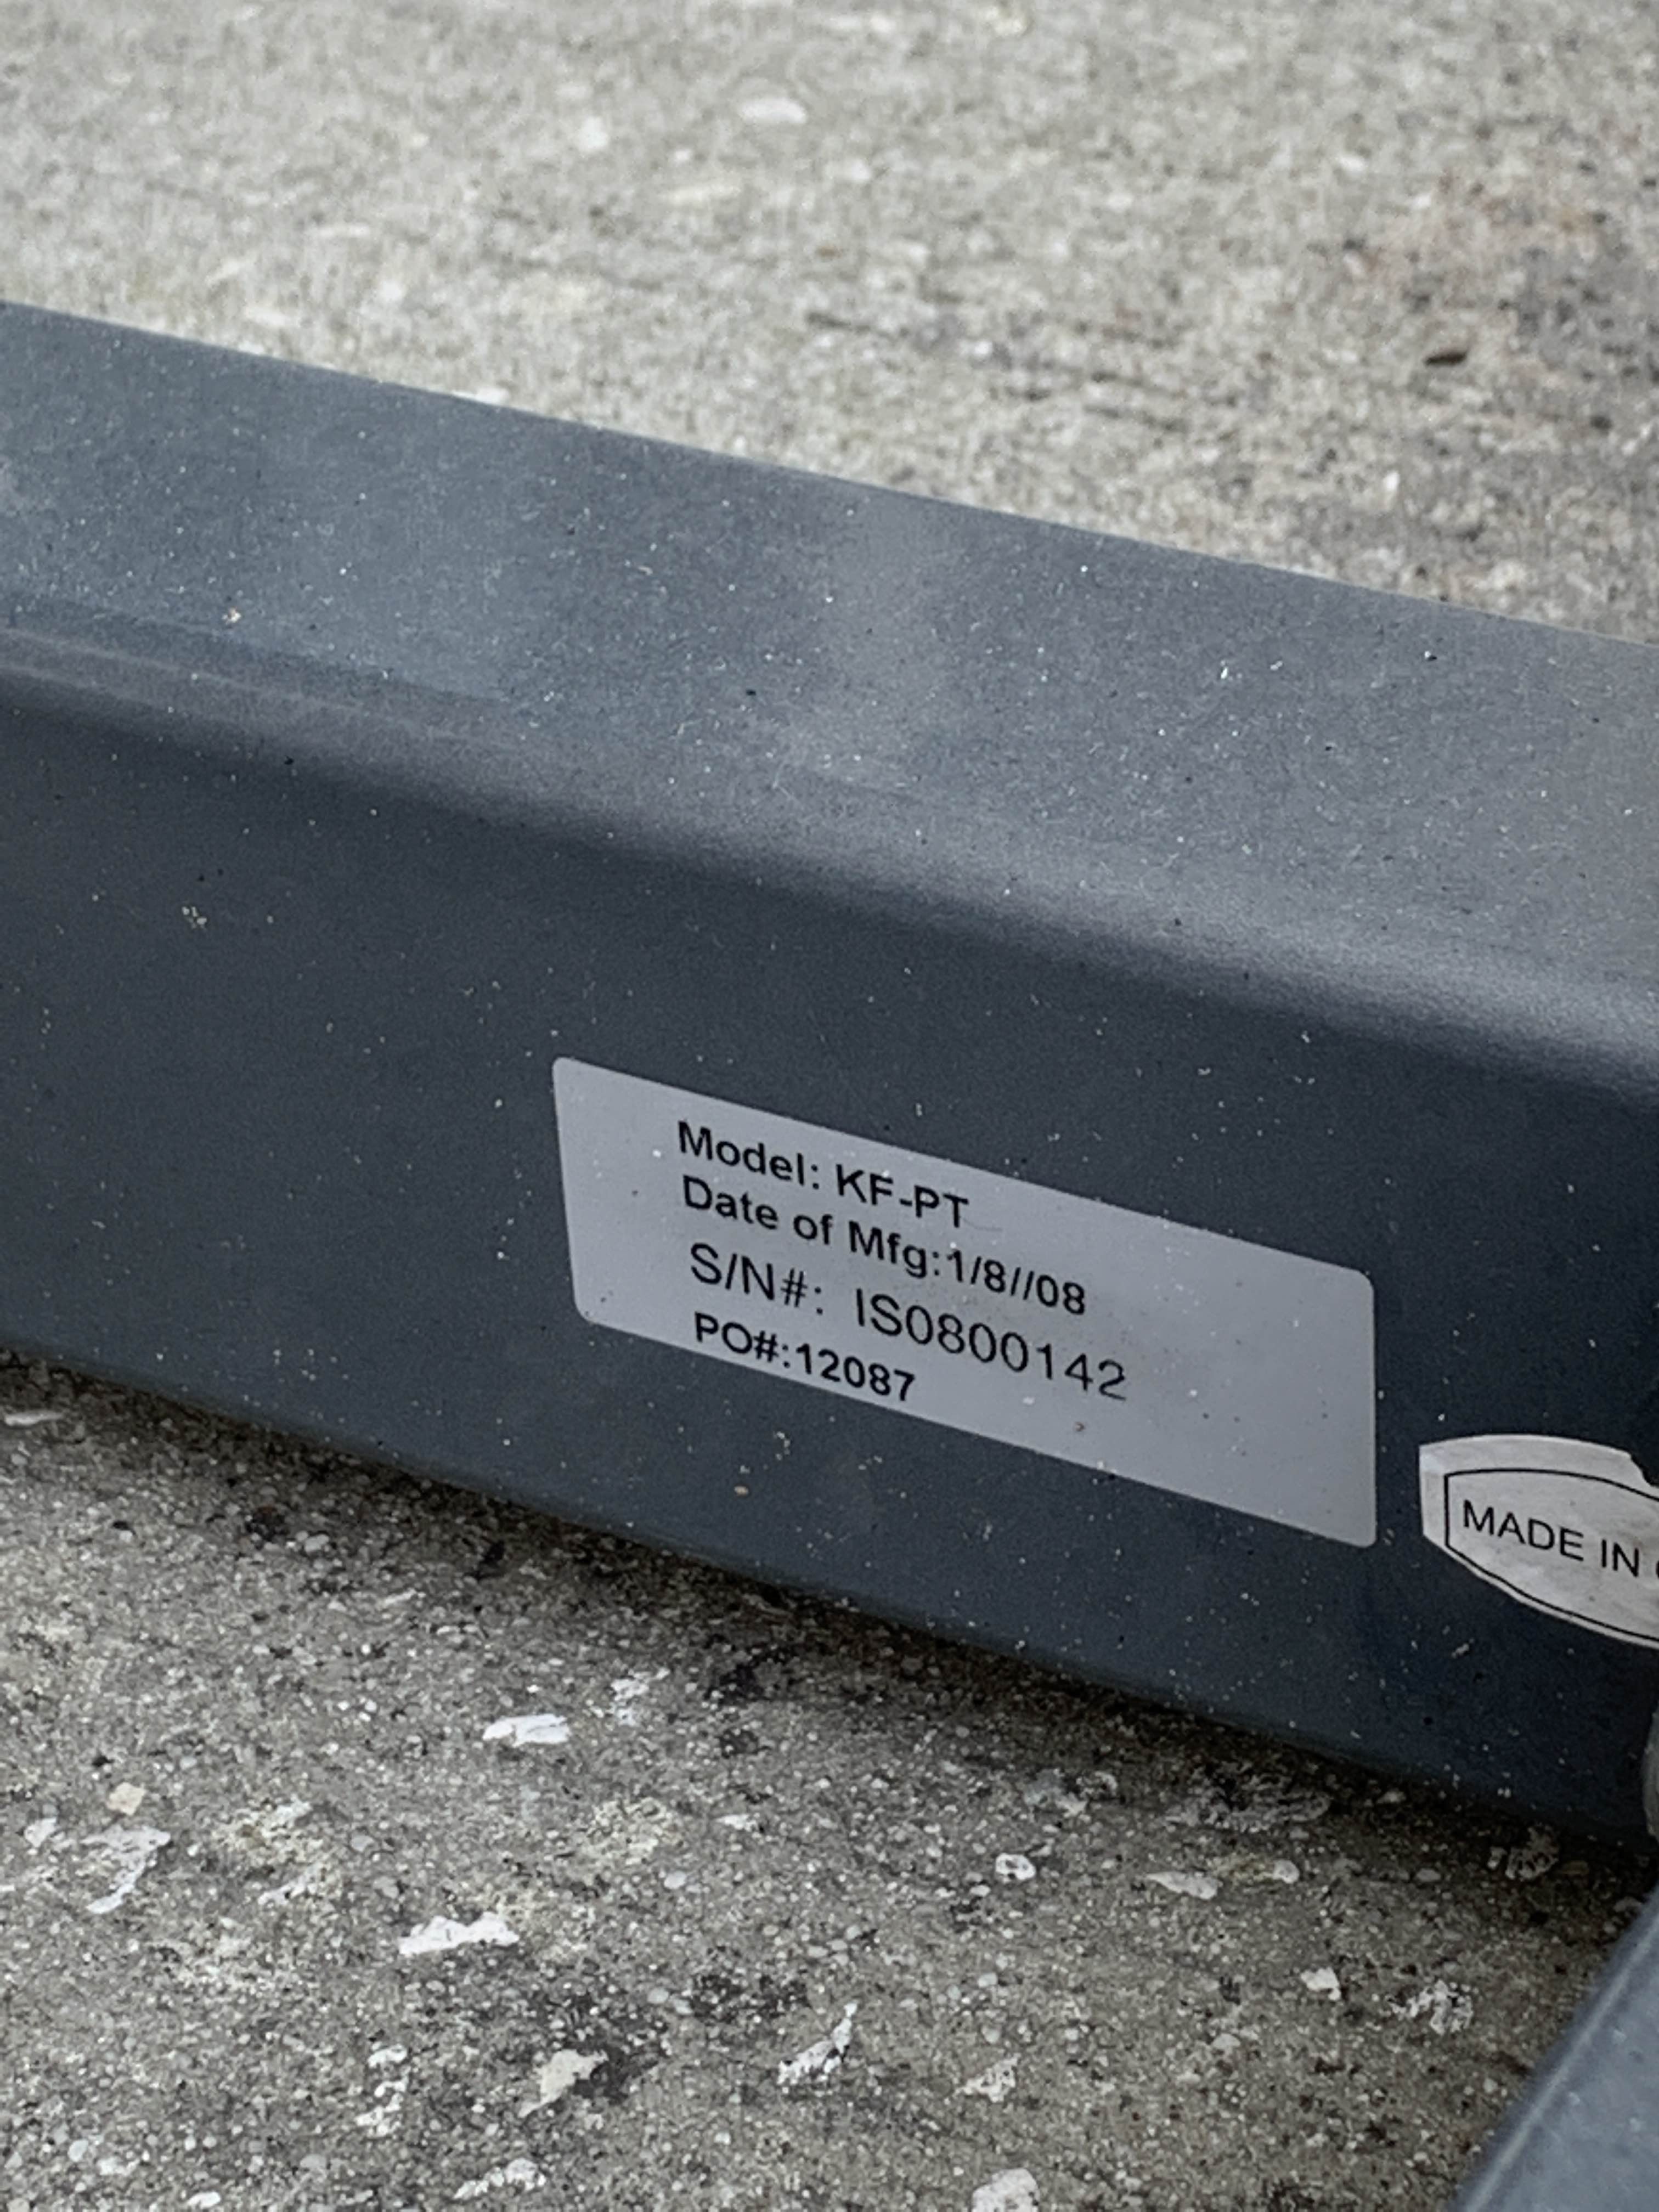 Model: KF-PT
Date of Mfg:1/8//08
S/N#: IS0800142
PO#:12087
MADE IN